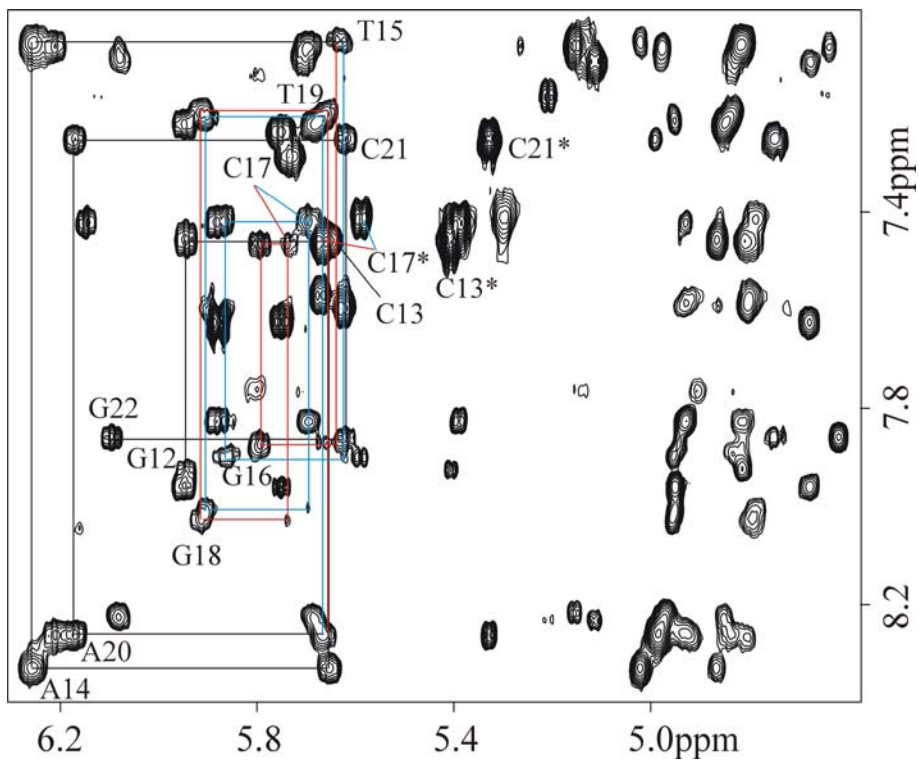 T15
T19
C21
C21*
C17
7.4ppm
C17*
C13*
C13
7.8
G22
G12
G16
G18
8.2
A20
A14
6.2
5.8
5.4
5.0ppm